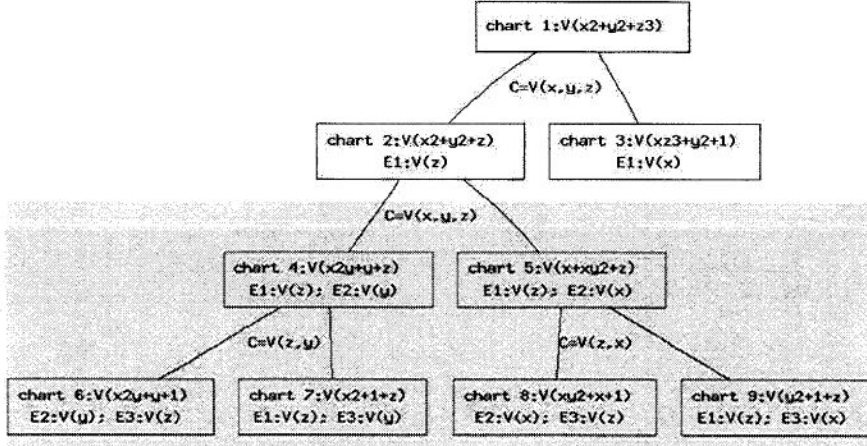 chart 1:V(x2+y2+z3)
C=V(x,y,z)
chart 2:V(x2+y2+z)
E1:V(z)
chart 3:V(xz3+y2+1)
E1:V(x)
C=V(x,y,z)
chart 4:V(x2y+y+z)
E1:V(z); E2:V(y)
chart 5:V(x+xy2+z)
E1:V(z); E2:V(x)
C=V(z,y)
C=V(z,x)
chart 6:V(x2y+y+1)
E2:V(y); E3:V(z)
chart 7:V(x2+1+z)
E1:V(z); E3:V(y)
chart 8:V(xy2+x+1)
E2:V(x); E3:V(z)
chart 9:V(y2+1+z)
E1:V(z); E3:V(x)